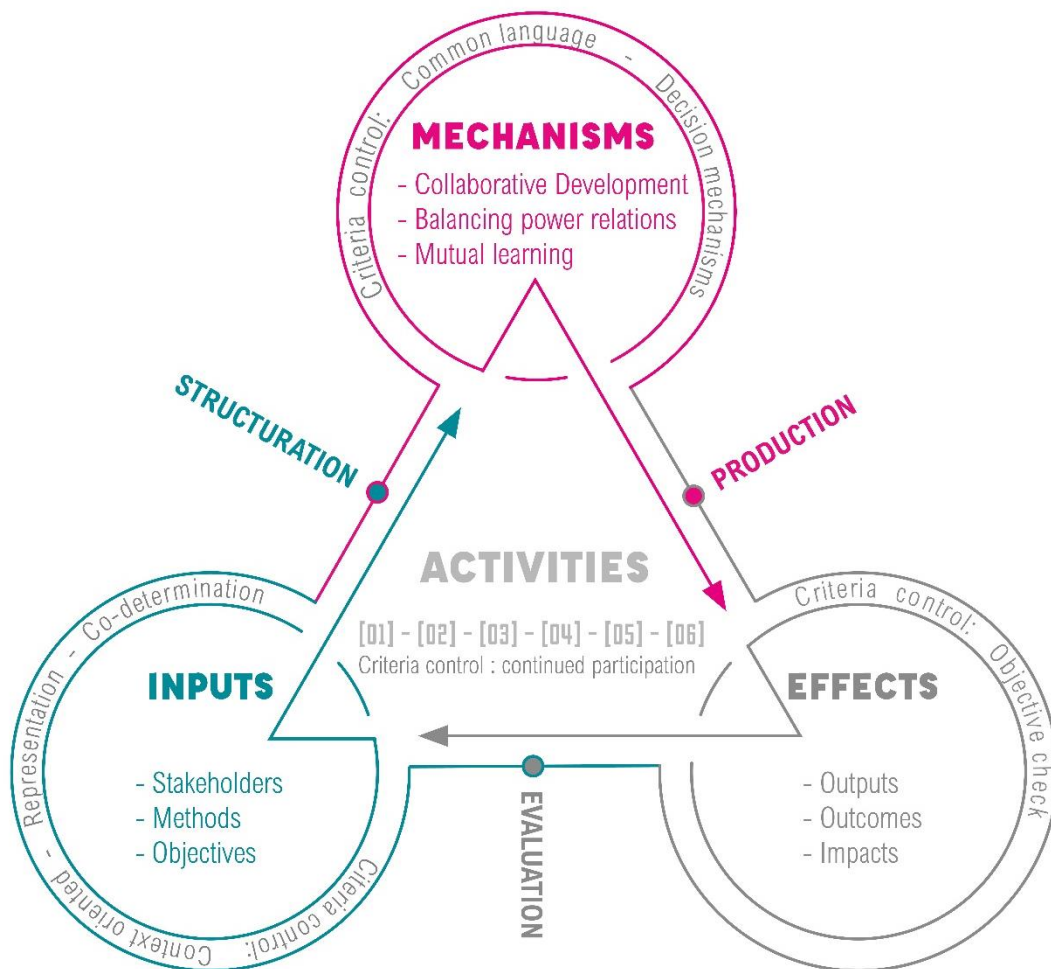 Criteria control: Common language - Decision mechanisms
MECHANISMS
- Collaborative Development
- Balancing power relations
- Mutual learning
STRUCTURATION
PRODUCTION
ACTIVITIES
[01] - [02] - [03] - [04] - [05] - [06]
Criteria control : continued participation
Citeria control: Context oriented - Representation - Co-determination
INPUTS
- Stakeholders
- Methods
- Objectives
EVALUATION
Criteria control: Objective check
EFFECTS
- Outputs
- Outcomes
- Impacts